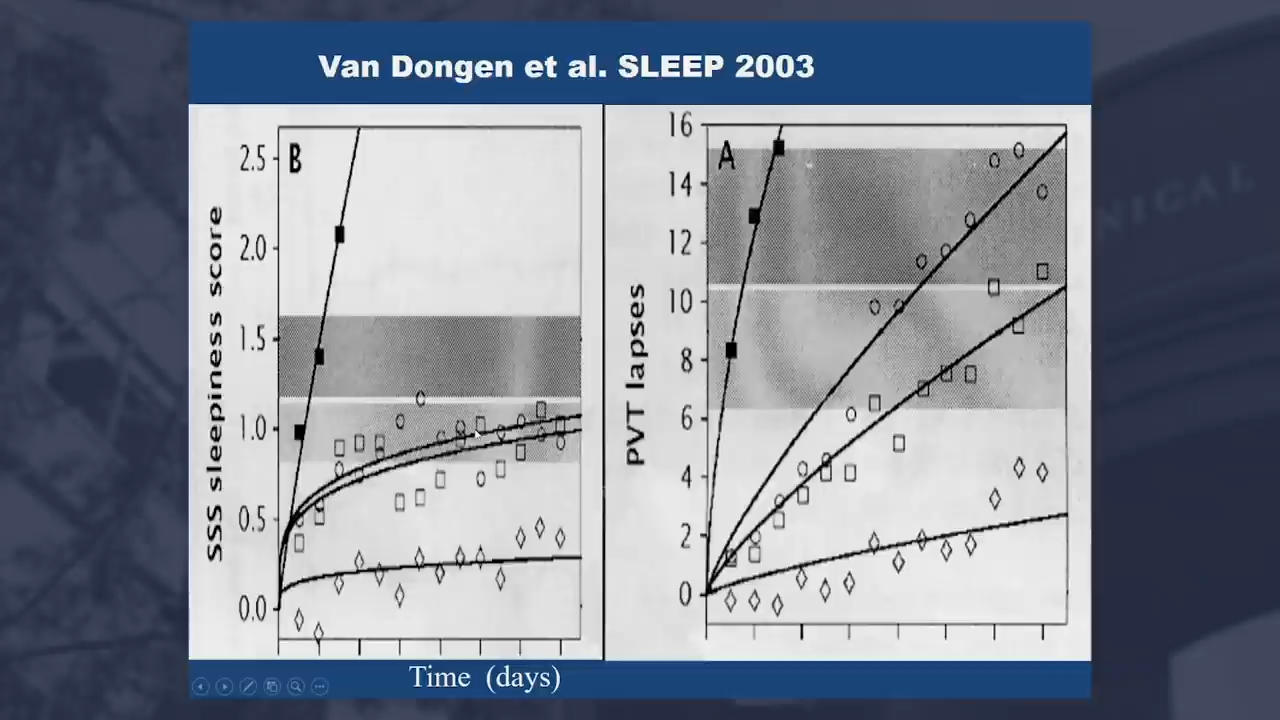 Van Dongen et al. SLEEP 2003
B
SSS sleepiness score
2.5
2.0
1.5
1.0
0.5
0.0
A
PVT lapses
16
14
12
10
8
6
4
2
0
Time (days)
NICAL